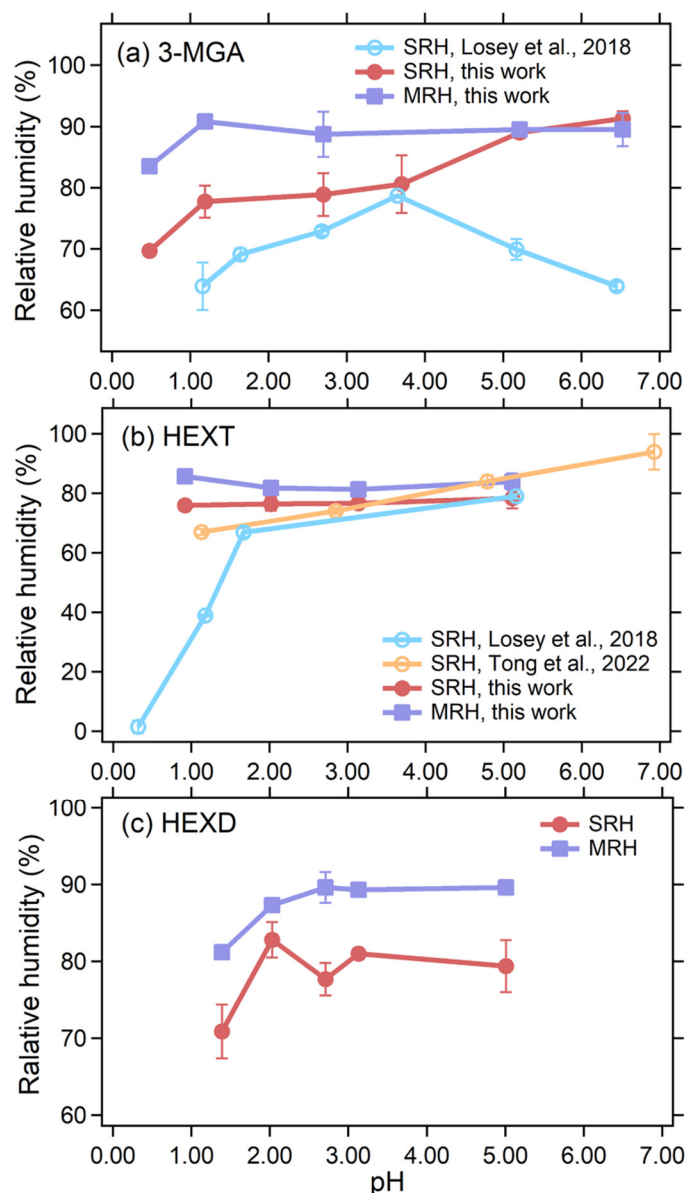 (a) 3-MGA
SRH, Losey et al., 2018
SRH, this work
MRH, this work
Relative humidity (%)
100
90
80
70
60
0.00 1.00 2.00 3.00 4.00 5.00 6.00 7.00
(b) HEXT
Relative humidity (%)
100
80
60
40
20
0
SRH, Losey et al., 2018
SRH, Tong et al., 2022
SRH, this work
MRH, this work
0.00 1.00 2.00 3.00 4.00 5.00 6.00 7.00
(c) HEXD
SRH
MRH
Ralative humidity (%)
100
90
80
70
60
0.00 1.00 2.00 3.00 4.00 5.00 6.00 7.00
pH